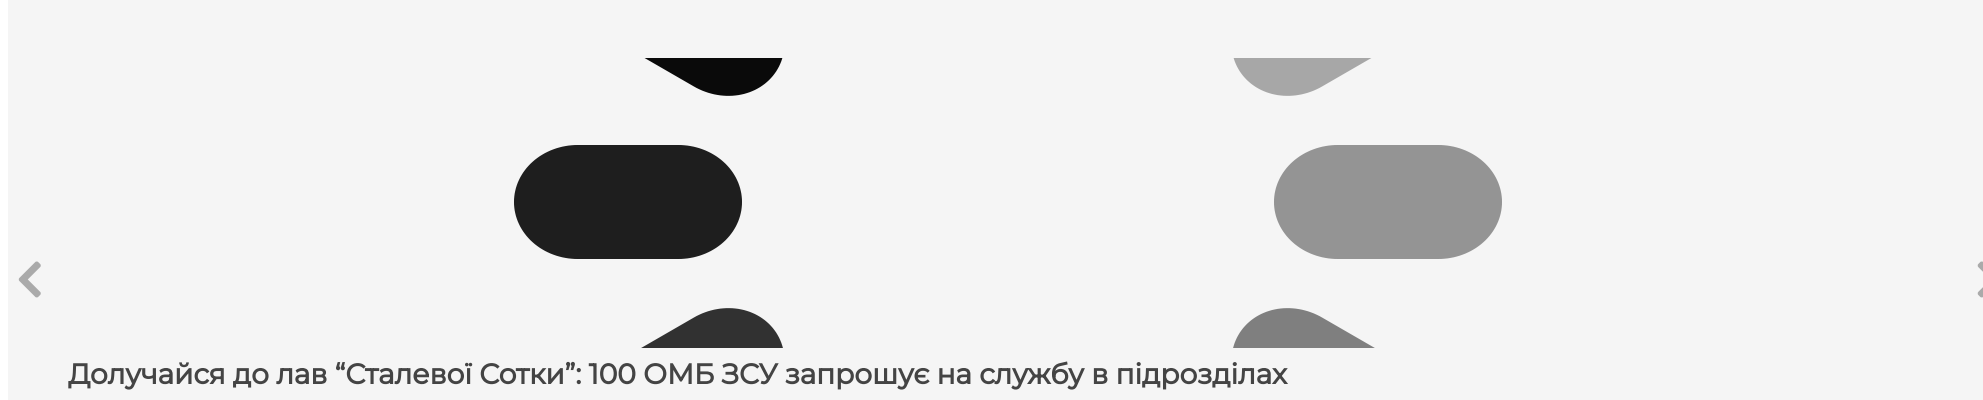 Долучайся до лав “Сталевої Сотки”: 100 ОМБ ЗСУ запрошує на службу в підрозділах